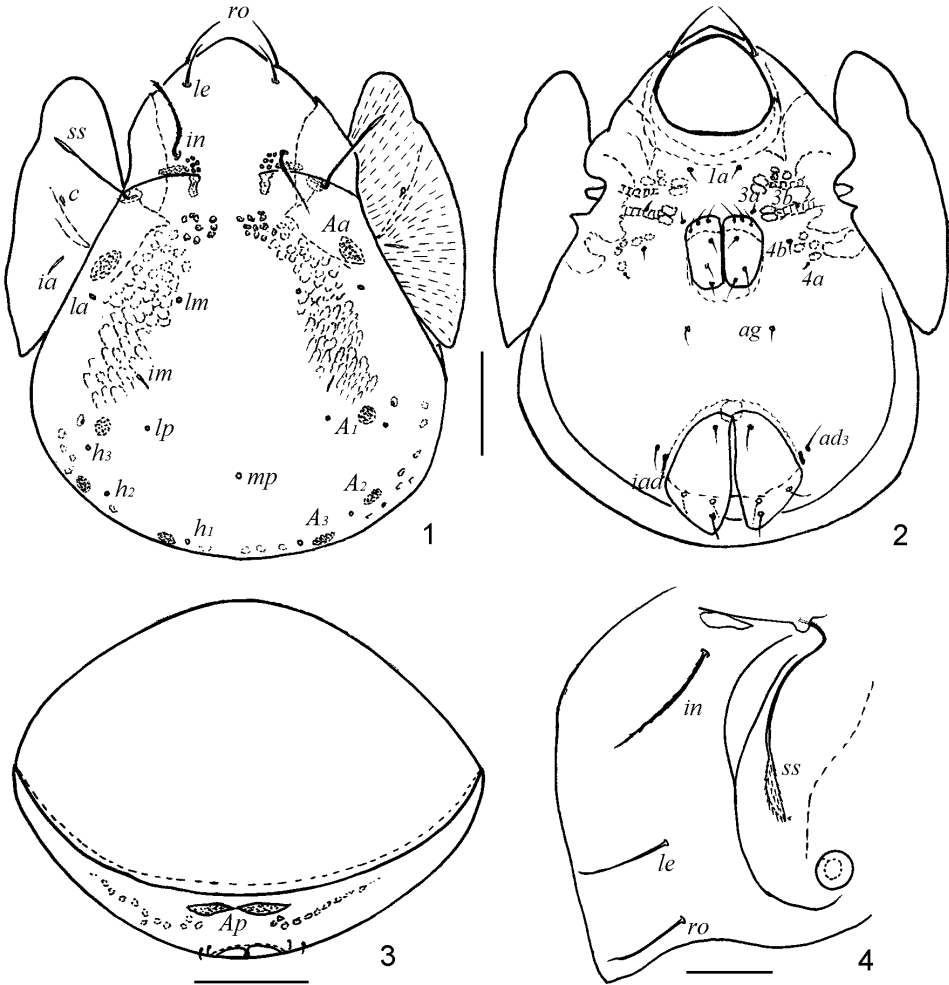 ro
le
ss
in
c
Aa
ia
la
lm
im
lp
A1
h3
mp
h2
A2
h1
A3
1
1a
3a
3b
4b
4a
ag
ad3
iad
2
Ap
3
in
ss
le
ro
4